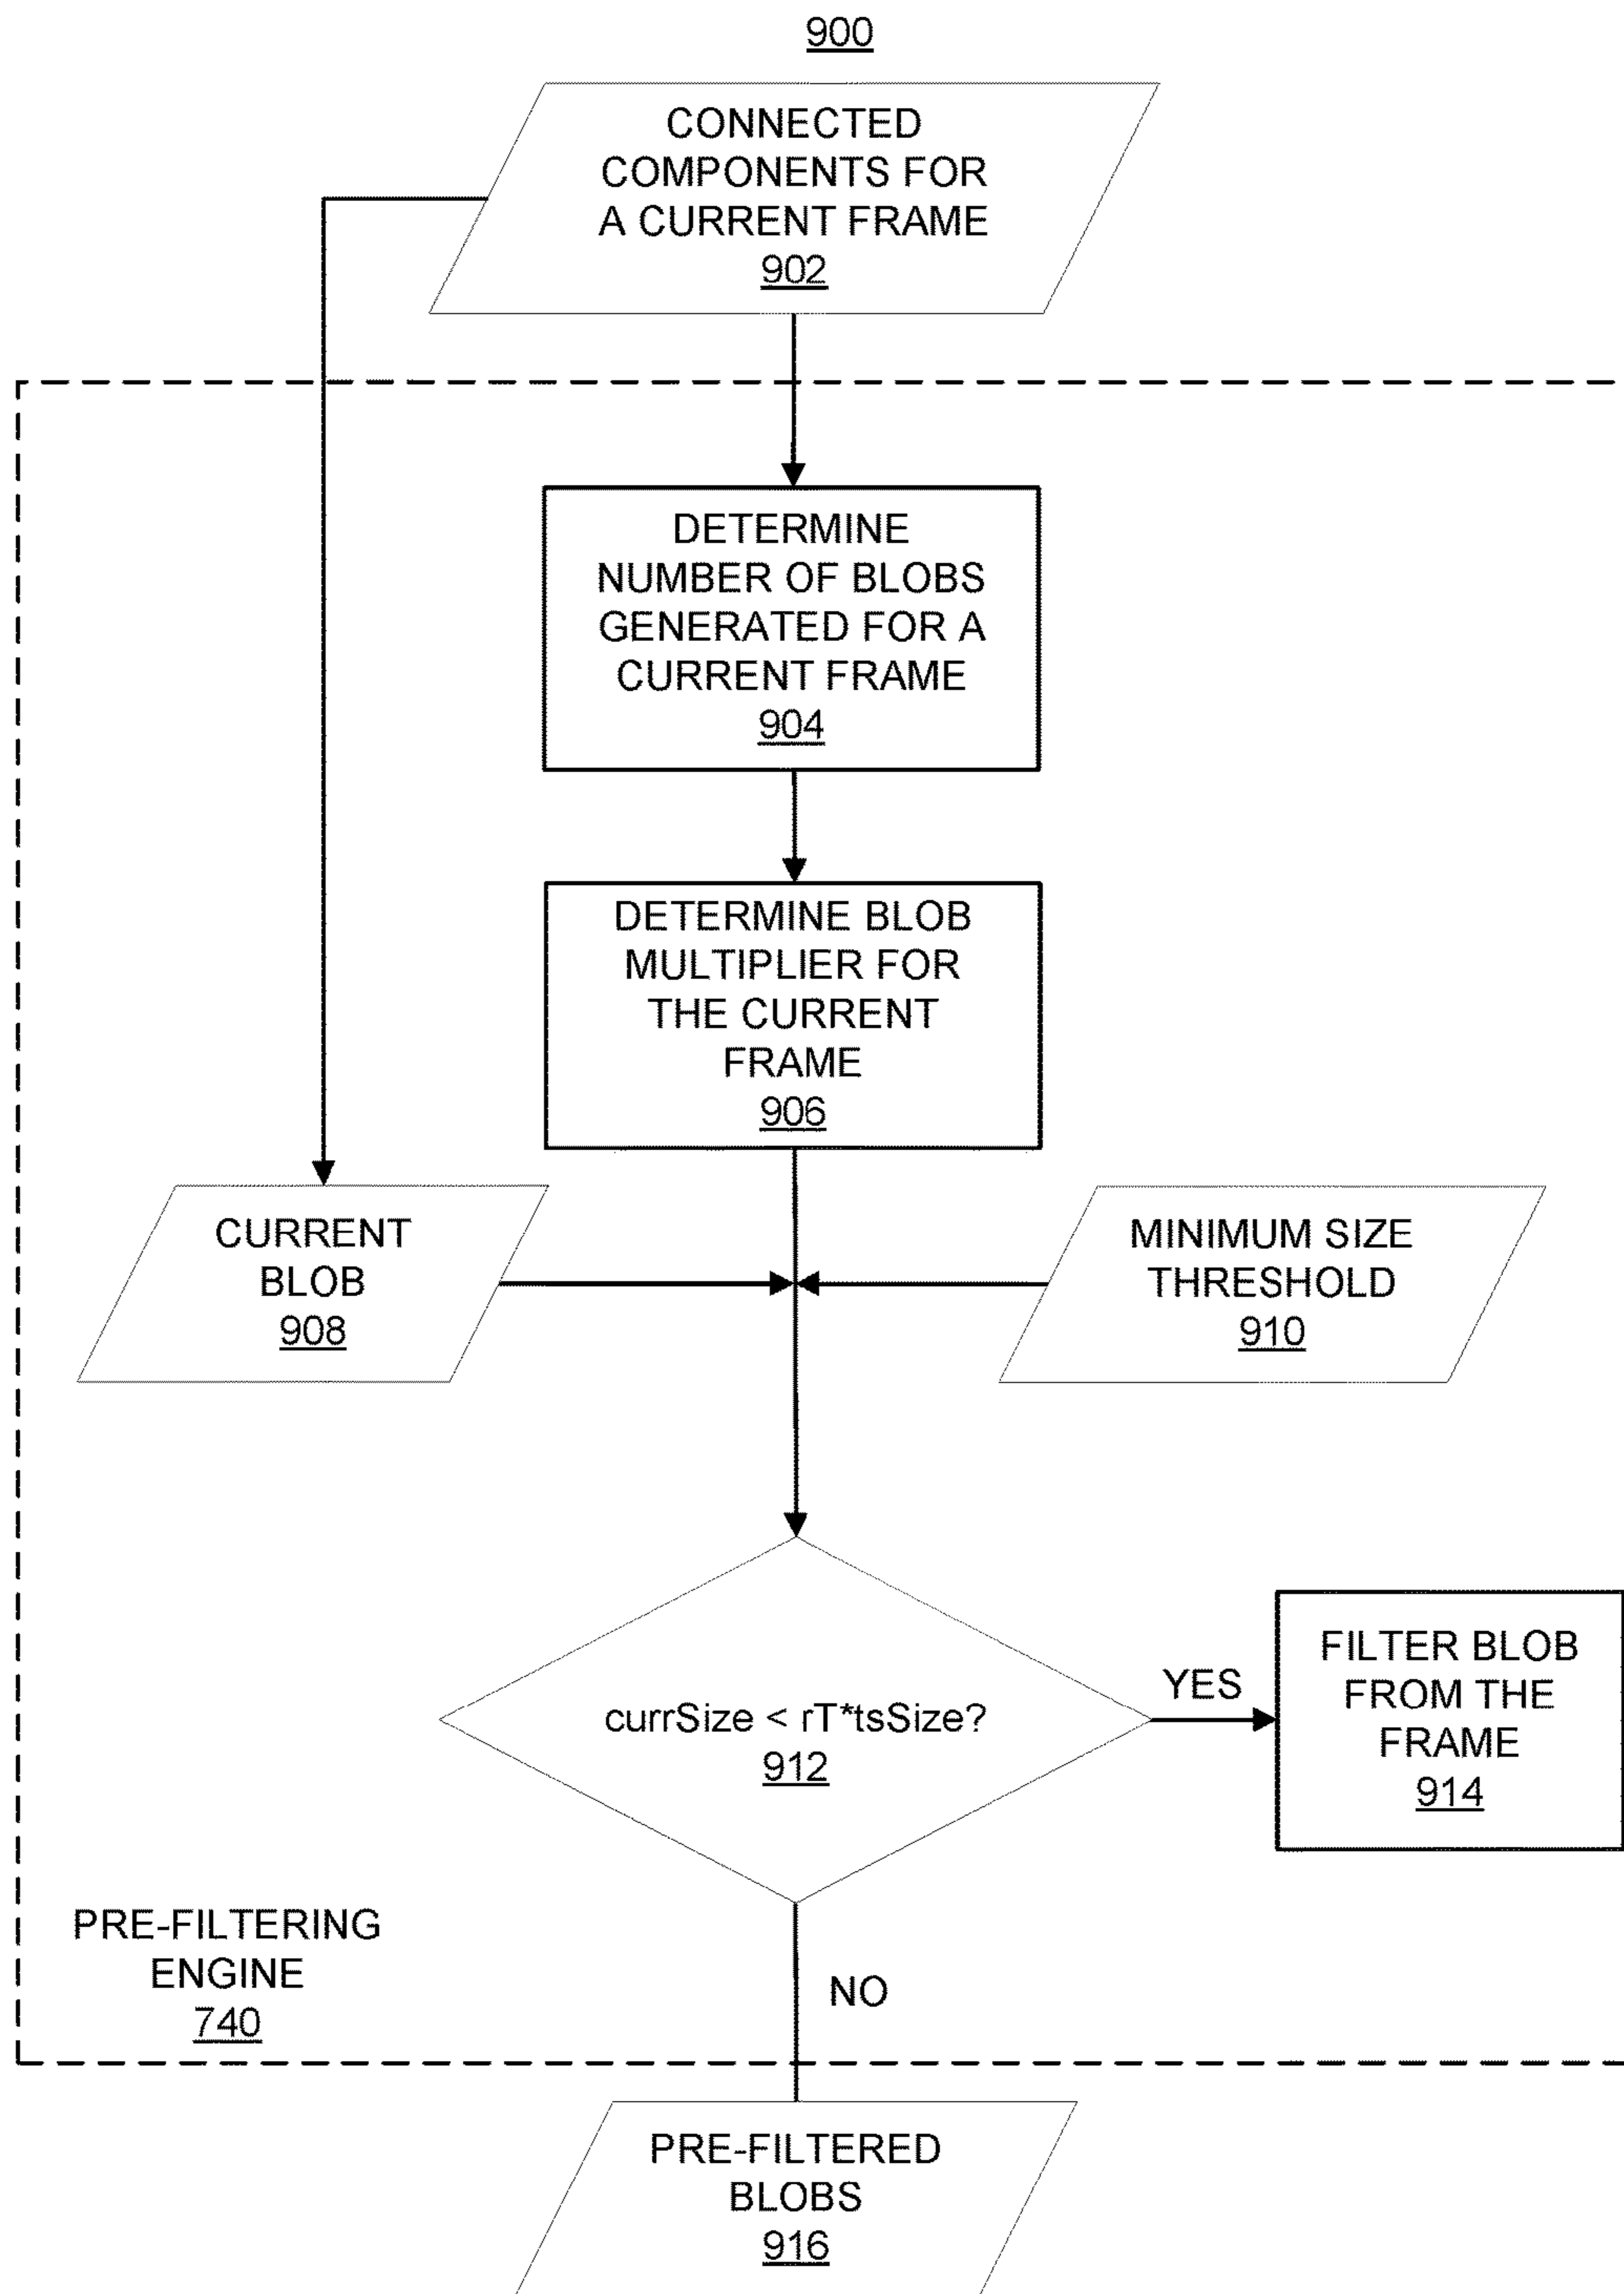 900
CONNECTED
COMPONENTS FOR
A CURRENT FRAME
902
DETERMINE
NUMBER OF BLOBS
GENERATED FOR A
CURRENT FRAME
904
DETERMINE BLOB
MULTIPLIER FOR
THE CURRENT
FRAME
906
CURRENT
BLOB
908
MINIMUM SIZE
THRESHOLD
910
currSize < rT*tsSize?
912
YES
FILTER BLOB
FROM THE
FRAME
914
PRE-FILTERING
ENGINE
740
NO
PRE-FILTERED
BLOBS
916